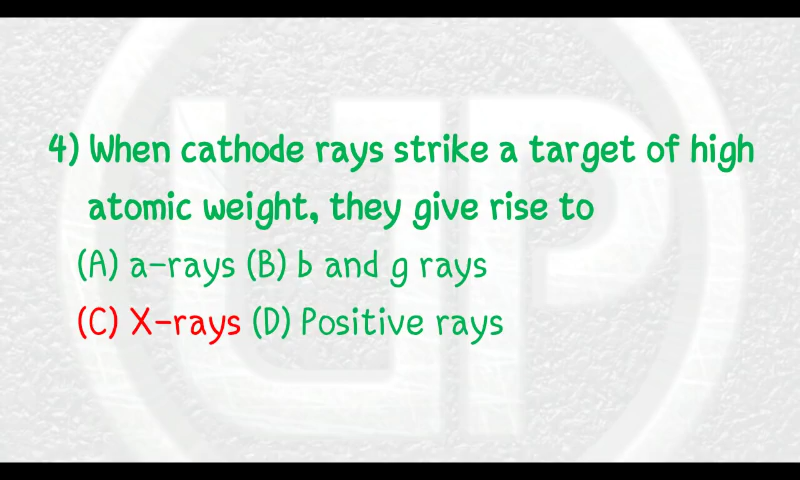 4) When cathode rays strike a target of high
atomic weight, they give rise to
(A) a-rays (B) b and g rays
(C) X-rays (D) Positive rays